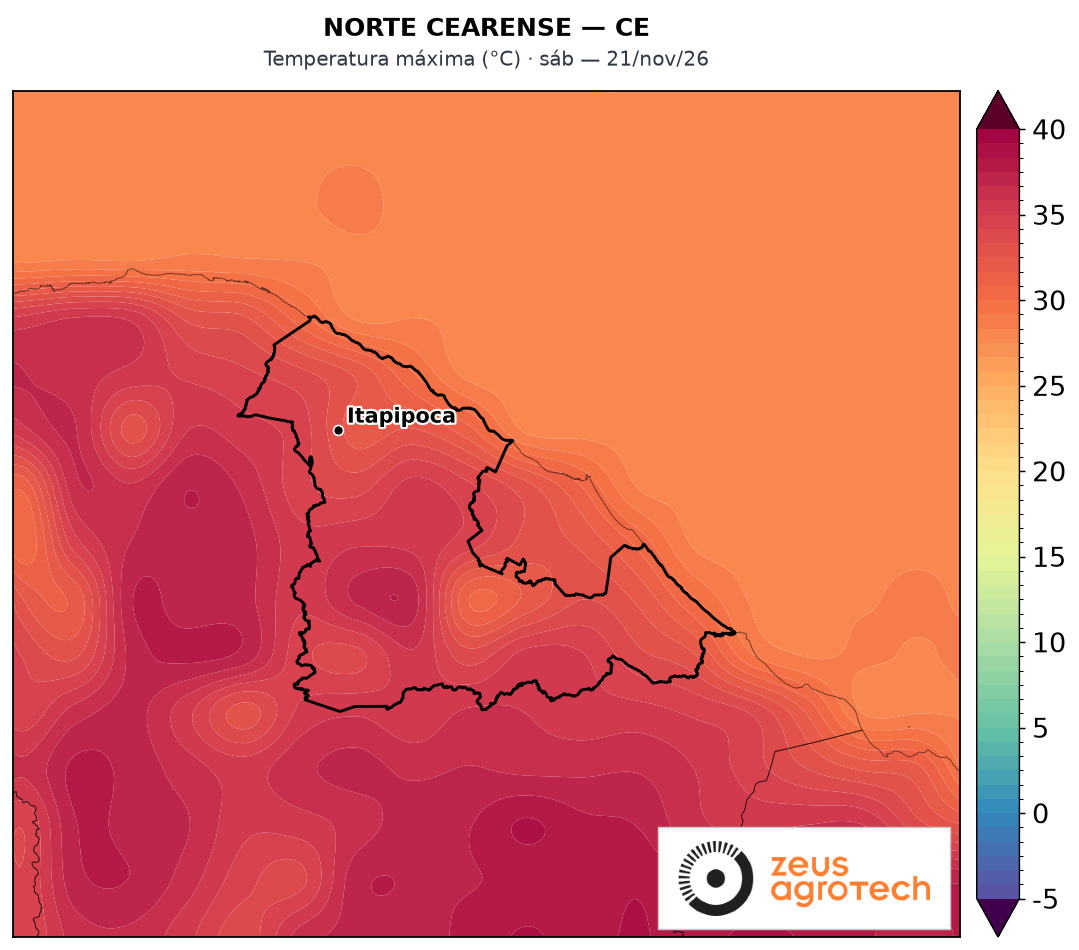 NORTE CEARENSE — CE
Temperatura máxima (°C) · sáb — 21/nov/26
40
35
30
25
20
15
10
5
0
-5
Itapipoca
zeus
agrotech